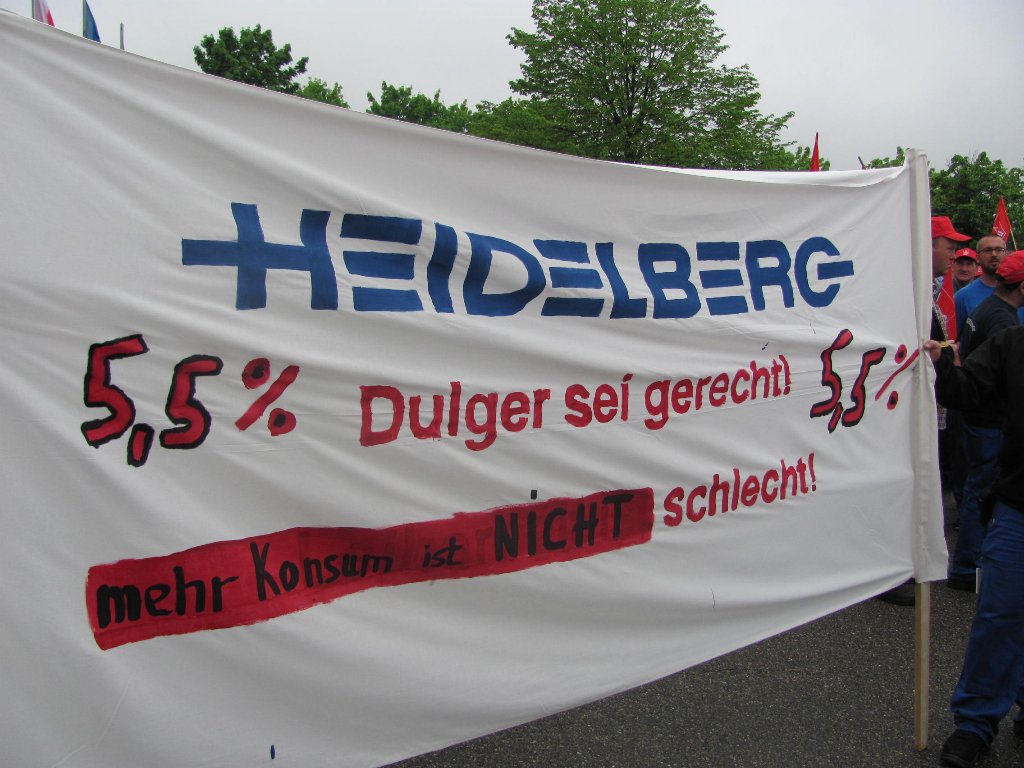 HEIDELBERG
5,5% Dulger sei gerecht! 5,5%
mehr Konsum ist NICHT schlecht!